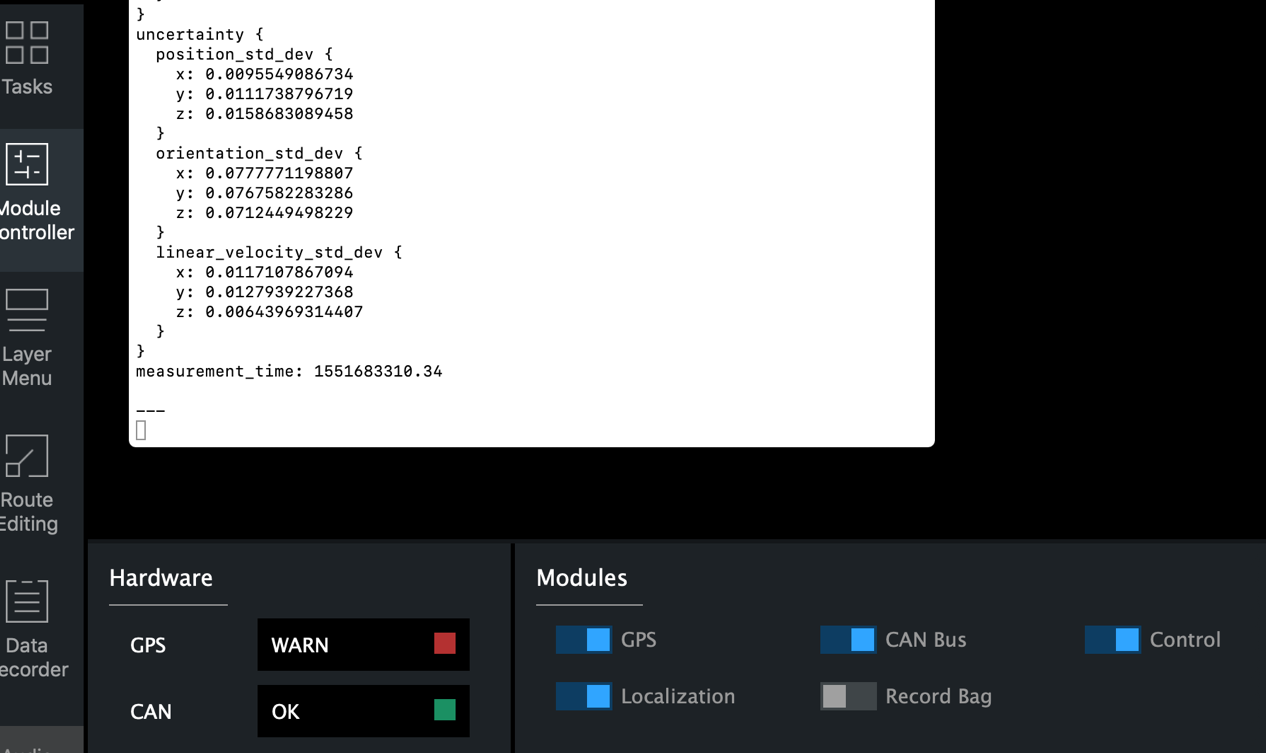 }
uncertainty {
position_std_dev {
x: 0.0095549086734
y: 0.0111738796719
z: 0.0158683089458
}
orientation_std_dev {
x: 0.0777771198807
y: 0.0767582283286
z: 0.0712449498229
}
linear_velocity_std_dev {
x: 0.0117107867094
y: 0.0127939227368
z: 0.00643969314407
}
}
measurement_time: 1551683310.34
---
Tasks
Module
ontroller
Layer
Menu
Route
Editing
Data
ecorder
Hardware
GPS WARN
CAN OK
Modules
GPS CAN Bus Control
Localization Record Bag